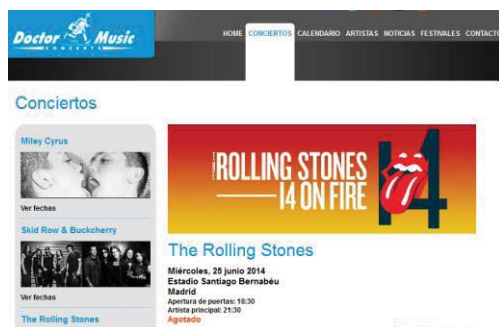 Doctor Music
CONCERTS
HOME CONCIERTOS CALENDARIO ARTISTAS NOTICIAS FESTIVALES CONTACTO
Conciertos
Miley Cyrus
Ver fechas
Skid Row & Buckcherry
Ver fechas
The Rolling Stones
THE
ROLLING STONES
14 ON FIRE
14
The Rolling Stones
Miércoles, 25 junio 2014
Estadio Santiago Bernabéu
Madrid
Apertura de puertas: 18:30
Artista principal: 21:30
Agotado